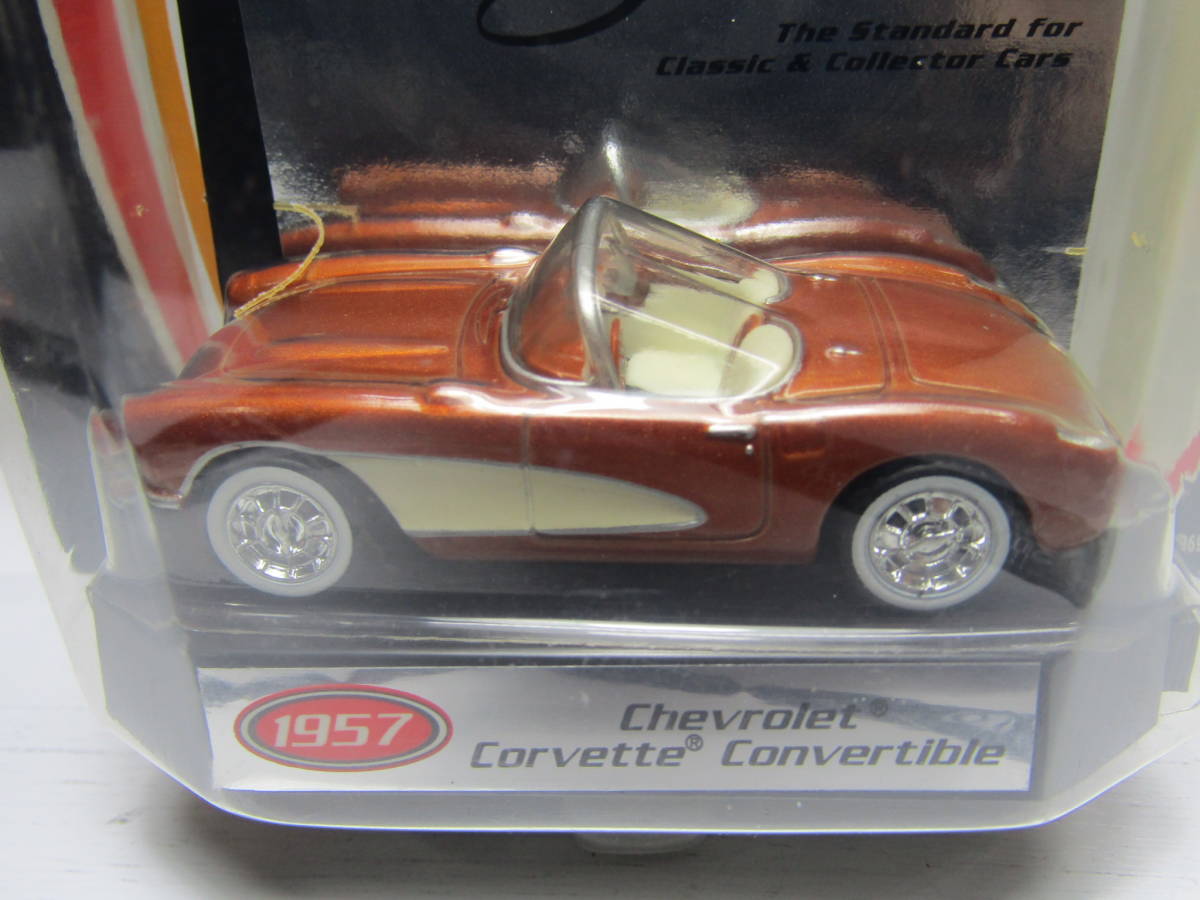 The Standard for
Classic & Collector Cars
1957
Chevrolet®
Corvette® Convertible